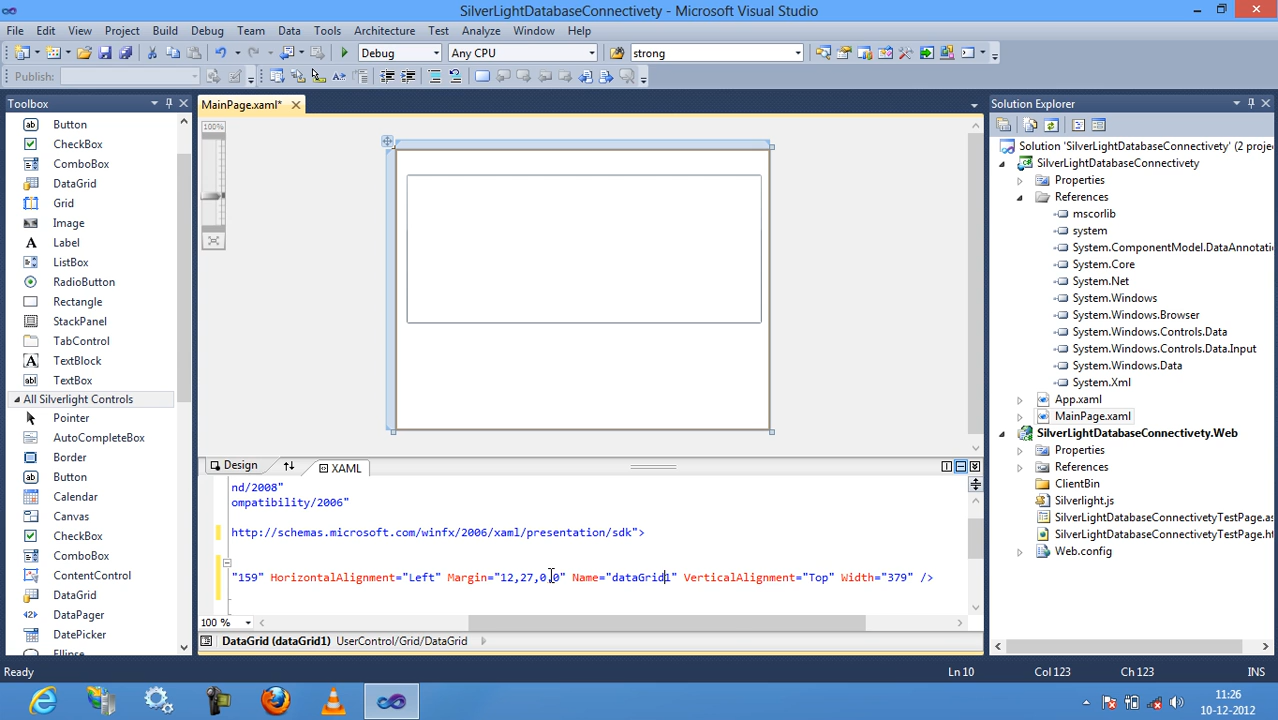 SilverLightDatabaseConnectivety - Microsoft Visual Studio
File Edit View Project Build Debug Team Data Tools Architecture Test Analyze Window Help
Debug Any CPU strong
Publish:
Toolbox
MainPage.xaml*
Solution Explorer
Button
CheckBox
ComboBox
DataGrid
Grid
Image
Label
ListBox
RadioButton
Rectangle
StackPanel
TabControl
TextBlock
TextBox
All Silverlight Controls
Pointer
AutoCompleteBox
Border
Button
Calendar
Canvas
CheckBox
ComboBox
ContentControl
DataGrid
DataPager
DatePicker
Ellipse
100%
Design XAML
nd/2008"
ompatibility/2006"
http://schemas.microsoft.com/winfx/2006/xaml/presentation/sdk">
"159" HorizontalAlignment="Left" Margin="12,27,0,0" Name="dataGrid1" VerticalAlignment="Top" Width="379" />
100 %
DataGrid (dataGrid1) UserControl/Grid/DataGrid
Solution 'SilverLightDatabaseConnectivety' (2 proje
SilverLightDatabaseConnectivety
Properties
References
mscorlib
system
System.ComponentModel.DataAnnotati
System.Core
System.Net
System.Windows
System.Windows.Browser
System.Windows.Controls.Data
System.Windows.Controls.Data.Input
System.Windows.Data
System.Xml
App.xaml
MainPage.xaml
SilverLightDatabaseConnectivety.Web
Properties
References
ClientBin
Silverlight.js
SilverLightDatabaseConnectivetyTestPage.as
SilverLightDatabaseConnectivetyTestPage.ht
Web.config
Ready Ln 10 Col 123 Ch 123 INS
11:26
10-12-2012